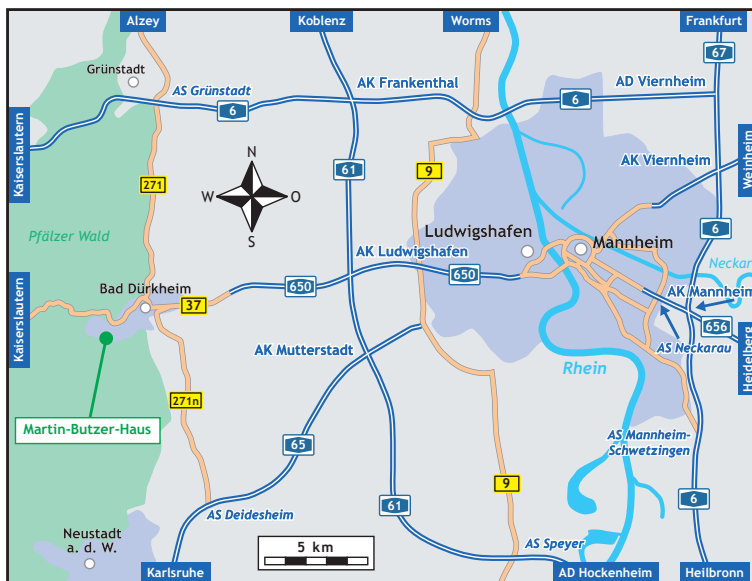 Alzey
Koblenz
Worms
Frankfurt
67
Grünstadt
AS Grünstadt
AK Frankenthal
AD Viernheim
6
6
Kaiserslautern
61
9
AK Viernheim
Weinheim
271
N
W
O
S
Pfälzer Wald
Ludwigshafen
Mannheim
6
AK Ludwigshafen
Neckar
650
650
Bad Dürkheim
37
AK Mannheim
656
Kaiserslautern
AK Mutterstadt
AS Neckarau
Heidelberg
Rhein
271n
Martin-Butzer-Haus
65
AS Mannheim-
Schwetzingen
9
6
61
AS Deidesheim
Neustadt
a. d. W.
5 km
AS Speyer
Karlsruhe
AD Hockenheim
Heilbronn